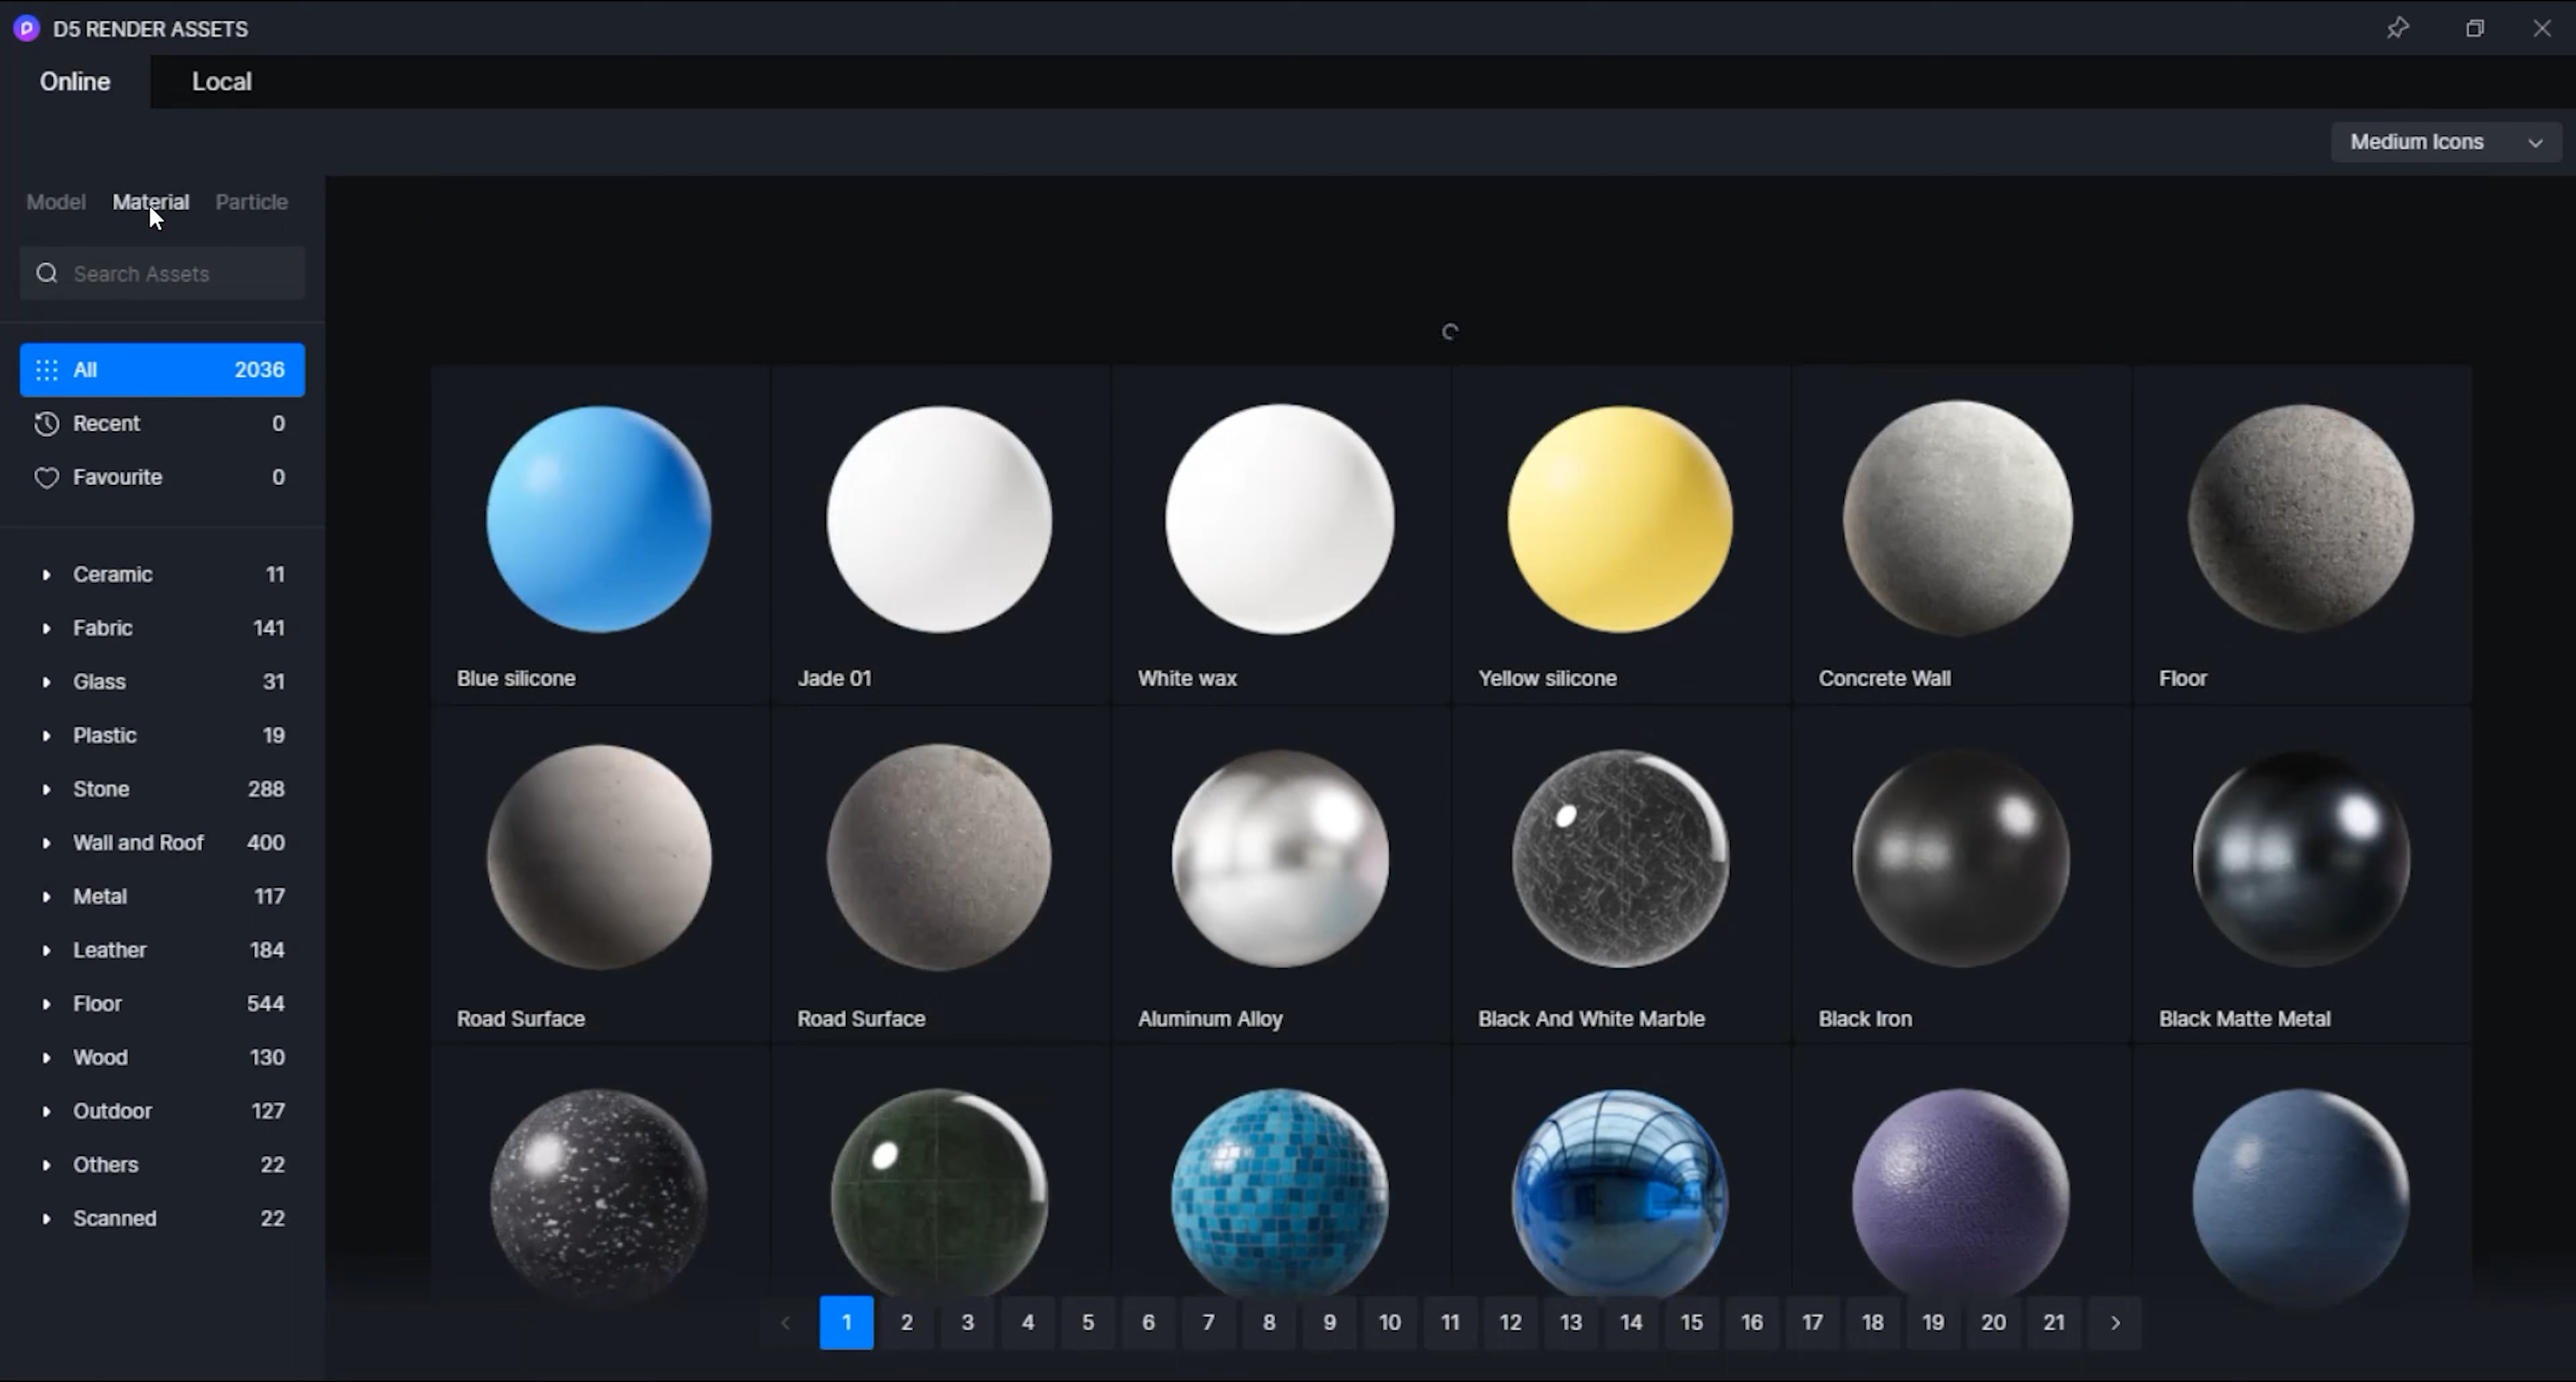 D5 RENDER ASSETS
Online Local
Medium Icons
Model Material Particle
Search Assets
All 2036
Recent 0
Favourite 0
Ceramic 11
Fabric 141
Glass 31
Plastic 19
Stone 288
Wall and Roof 400
Metal 117
Leather 184
Floor 544
Wood 130
Outdoor 127
Others 22
Scanned 22
Blue silicone Jade 01 White wax Yellow silicone Concrete Wall Floor
Road Surface Road Surface Aluminum Alloy Black And White Marble Black Iron Black Matte Metal
1 2 3 4 5 6 7 8 9 10 11 12 13 14 15 16 17 18 19 20 21